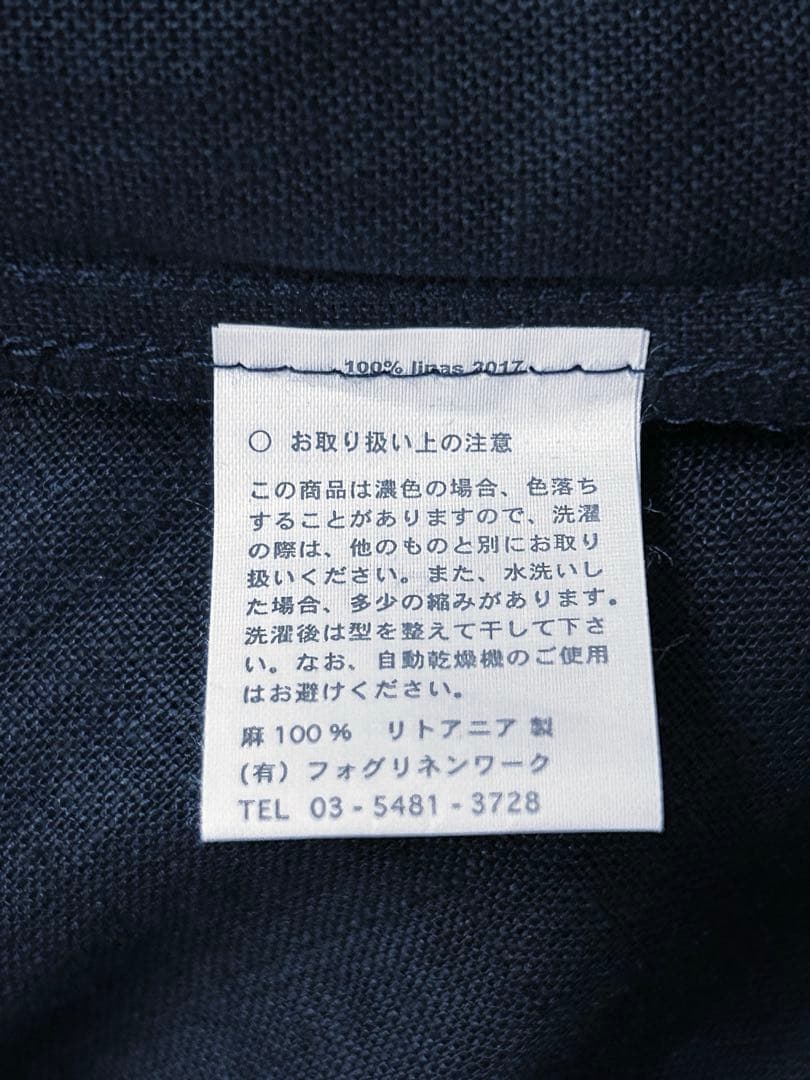 100% linas 2017
○ お取り扱い上の注意
この商品は濃色の場合、色落ち
することがありますので、洗濯
の際は、他のものと別にお取り
扱いください。また、水洗いし
た場合、多少の縮みがあります。
洗濯後は型を整えて干して下さ
い。なお、自動乾燥機のご使用
はお避けください。
麻 100 % リトアニア 製
(有) フォグリネンワーク
TEL 03 - 5481 - 3728